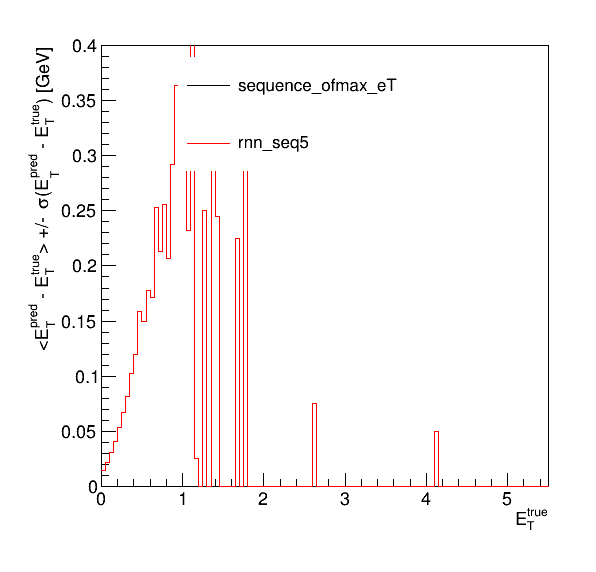 <E_T^pred - E_T^true> +/- σ(E_T^pred - E_T^true) [GeV]
0.4
0.35
0.3
0.25
0.2
0.15
0.1
0.05
0
sequence_ofmax_eT
rnn_seq5
0 1 2 3 4 5
E_T^true